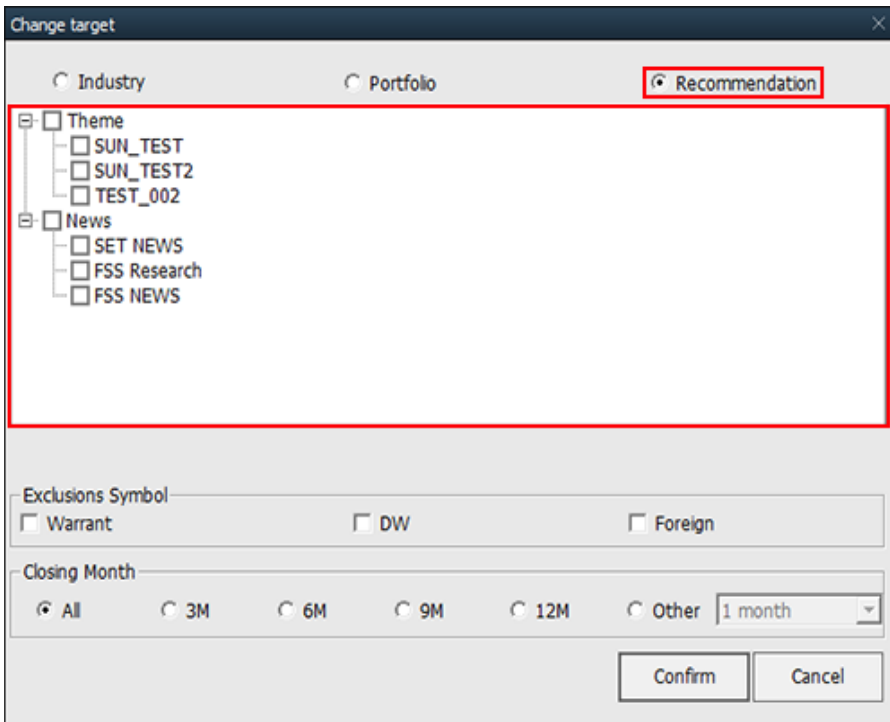 Change target
Industry Portfolio Recommendation
Theme
SUN_TEST
SUN_TEST2
TEST_002
News
SET NEWS
FSS Research
FSS NEWS
Exclusions Symbol
Warrant DW Foreign
Closing Month
All 3M 6M 9M 12M Other 1 month
Confirm Cancel